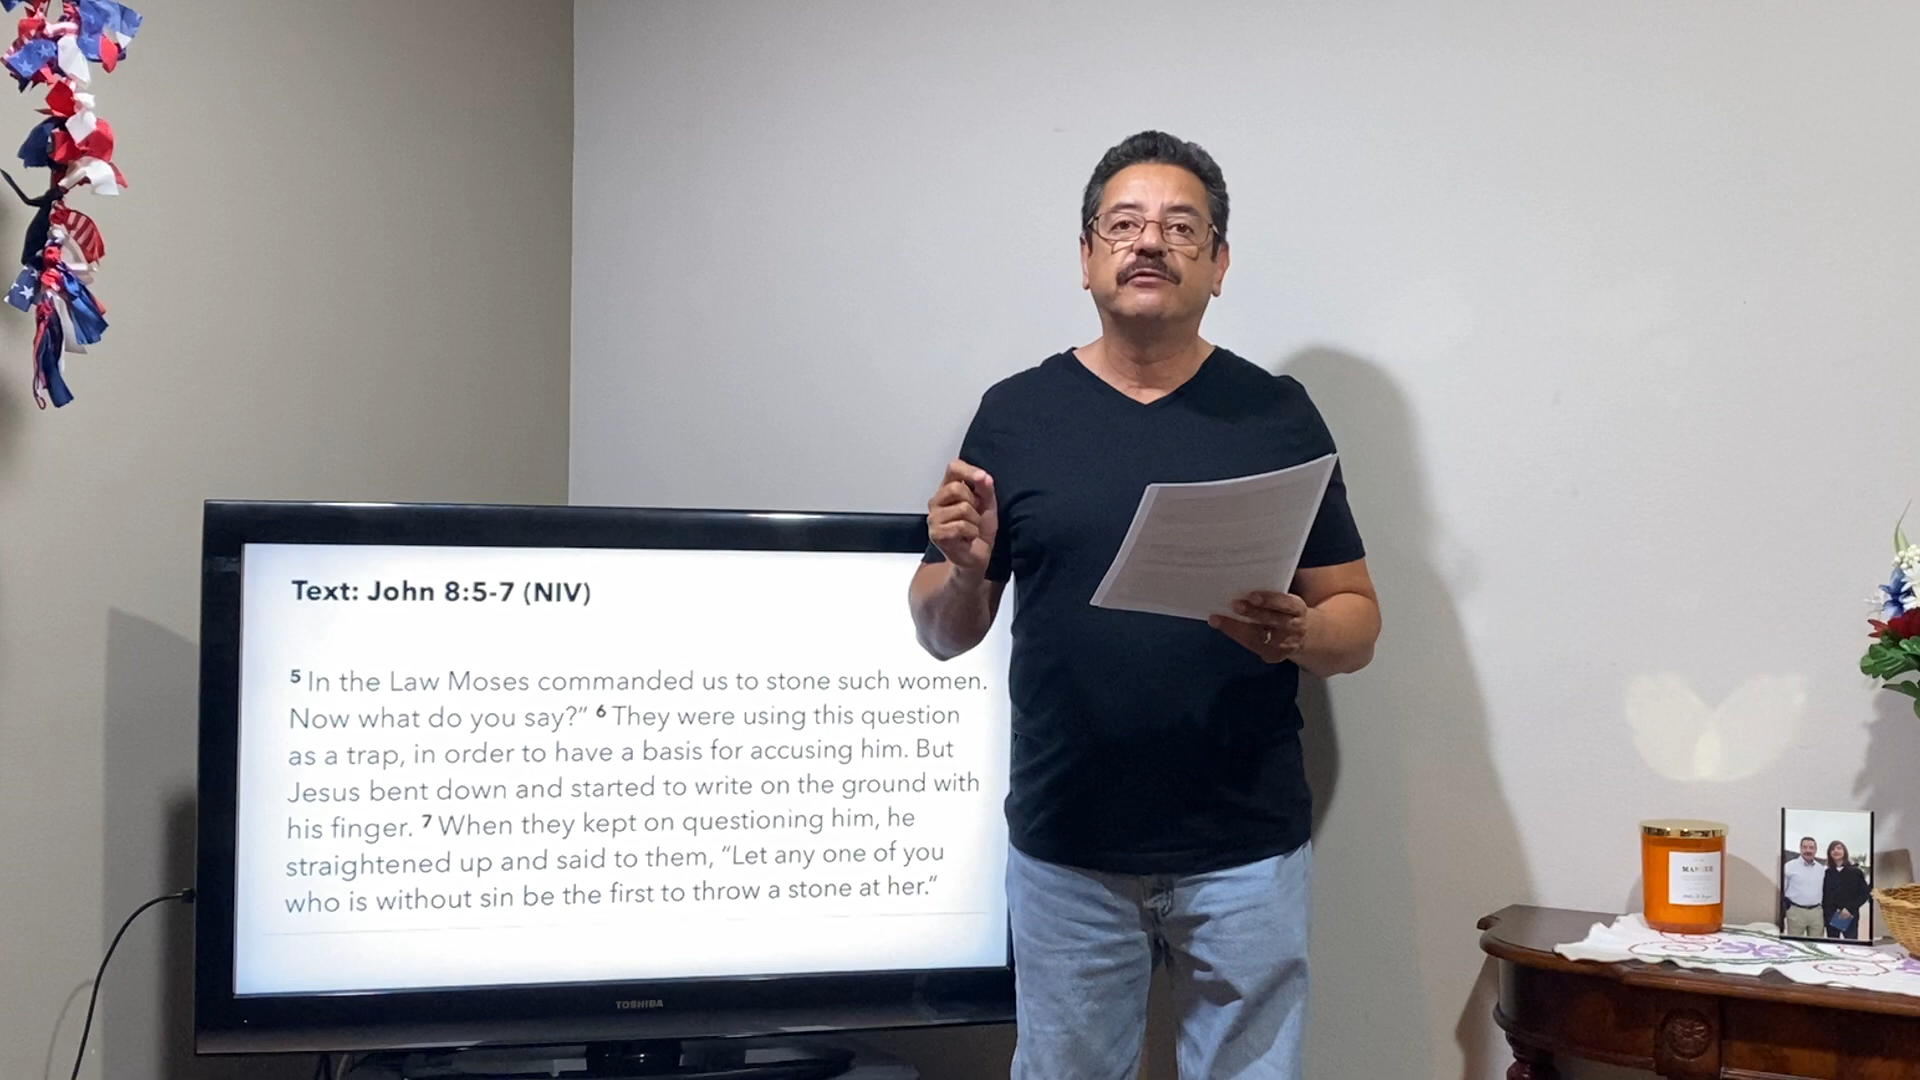 Text: John 8:5-7 (NIV)
5 In the Law Moses commanded us to stone such women.
Now what do you say?” 6 They were using this question
as a trap, in order to have a basis for accusing him. But
Jesus bent down and started to write on the ground with
his finger. 7 When they kept on questioning him, he
straightened up and said to them, “Let any one of you
who is without sin be the first to throw a stone at her.”
TOSHIBA